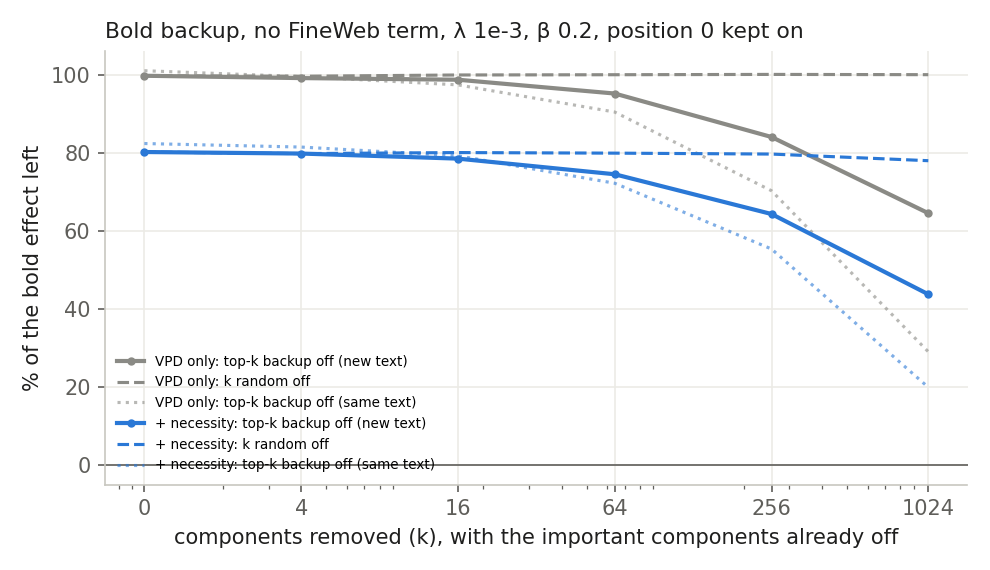 Bold backup, no FineWeb term, λ 1e-3, β 0.2, position 0 kept on
% of the bold effect left
100
80
60
40
20
0
VPD only: top-k backup off (new text)
VPD only: k random off
VPD only: top-k backup off (same text)
+ necessity: top-k backup off (new text)
+ necessity: k random off
+ necessity: top-k backup off (same text)
0 4 16 64 256 1024
components removed (k), with the important components already off